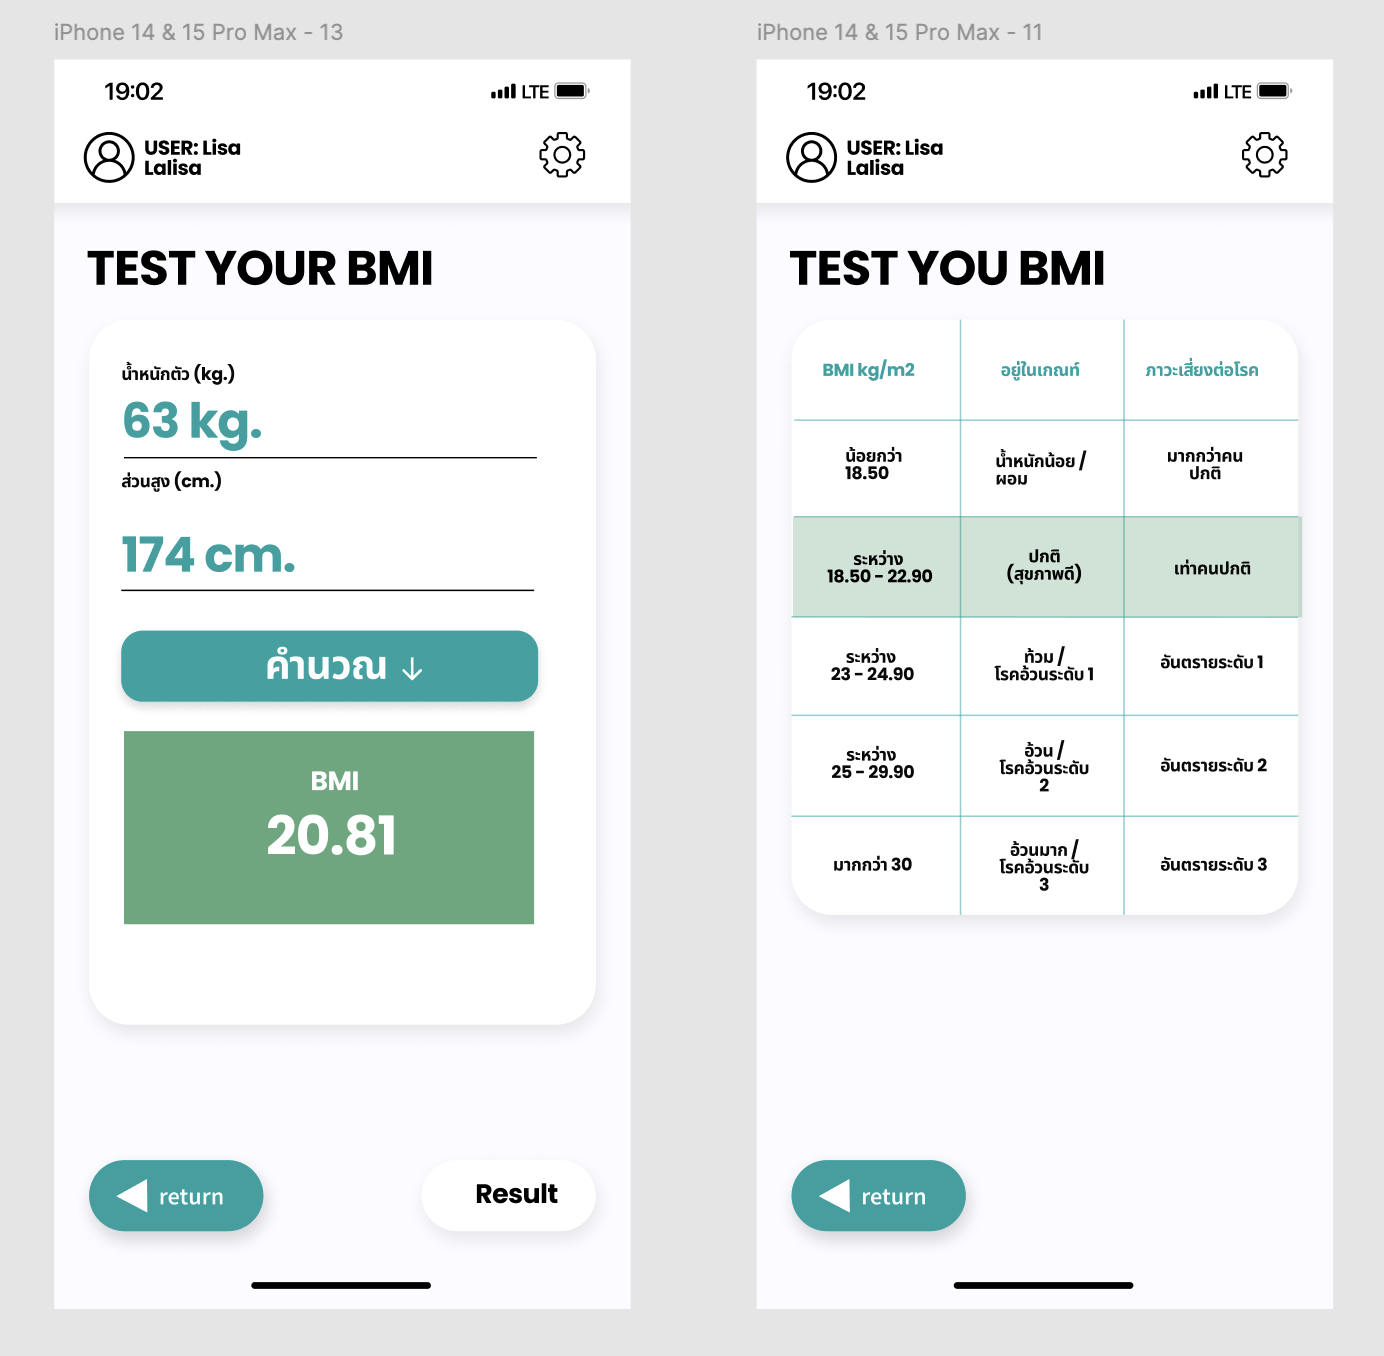 iPhone 14 & 15 Pro Max - 13
19:02
LTE
USER: Lisa
Lalisa
TEST YOUR BMI
น้ำหนักตัว (kg.)
63 kg.
ส่วนสูง (cm.)
174 cm.
คำนวณ ↓
BMI
20.81
return
Result
iPhone 14 & 15 Pro Max - 11
19:02
LTE
USER: Lisa
Lalisa
TEST YOU BMI
BMI kg/m2
อยู่ในเกณท์
ภาวะเสี่ยงต่อโรค
น้อยกว่า
18.50
น้ำหนักน้อย /
ผอม
มากกว่าคน
ปกติ
ระหว่าง
18.50 - 22.90
ปกติ
(สุขภาพดี)
เท่าคนปกติ
ระหว่าง
23 - 24.90
ท้วม /
โรคอ้วนระดับ 1
อันตรายระดับ 1
ระหว่าง
25 - 29.90
อ้วน /
โรคอ้วนระดับ
2
อันตรายระดับ 2
มากกว่า 30
อ้วนมาก /
โรคอ้วนระดับ
3
อันตรายระดับ 3
return